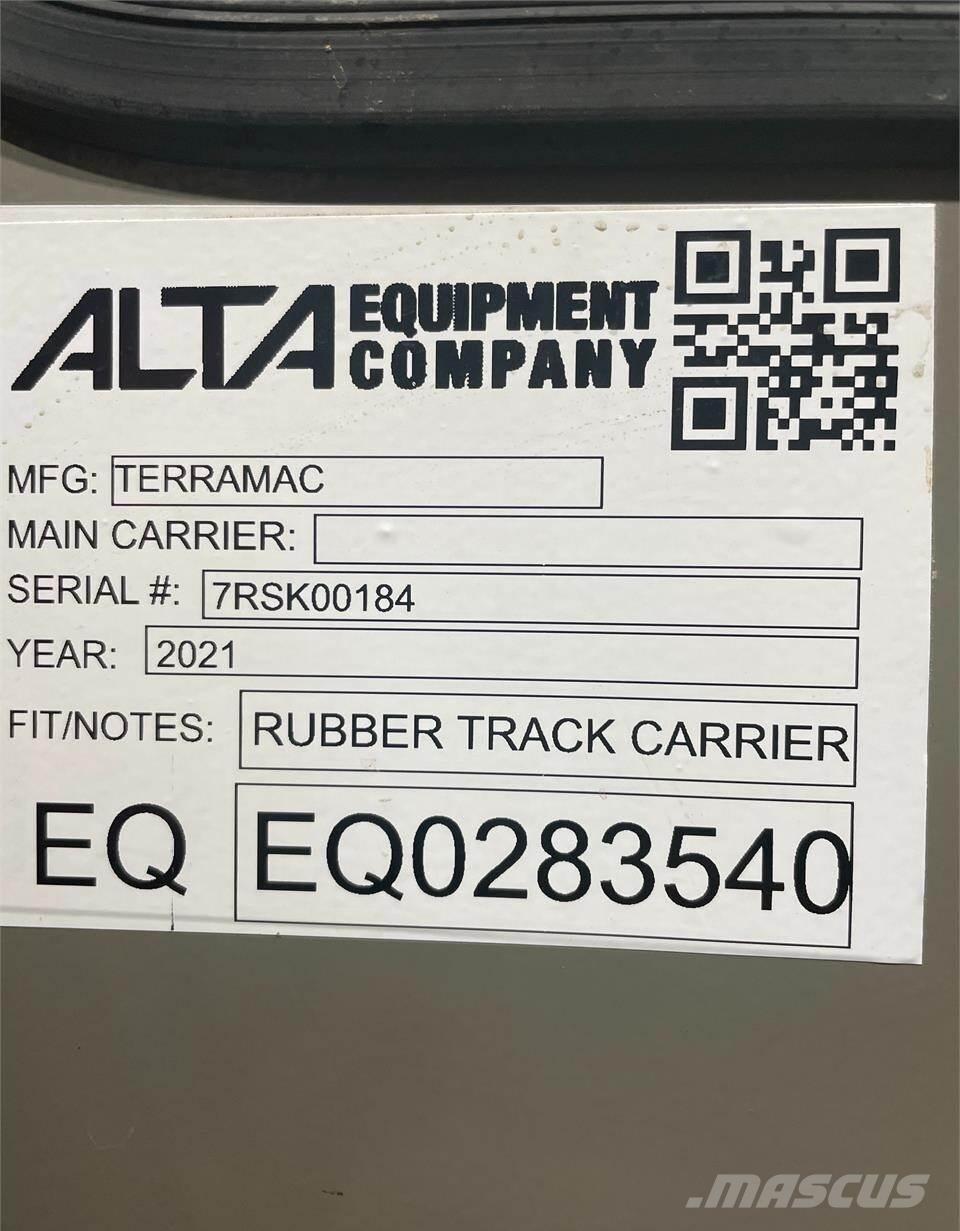 ALTA EQUIPMENT
COMPANY
MFG: TERRAMAC
MAIN CARRIER:
SERIAL #: 7RSK00184
YEAR: 2021
FIT/NOTES: RUBBER TRACK CARRIER
EQ EQ0283540
.MASCUS